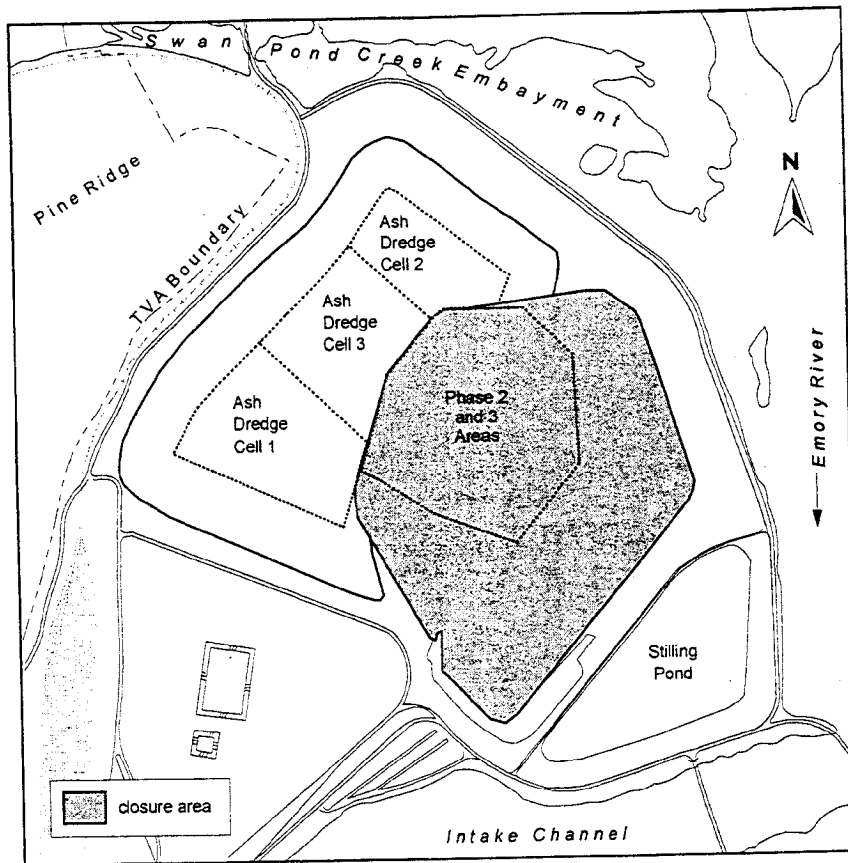 Swan Pond Creek Embayment
N
Pine Ridge
TVA Boundary
Ash
Dredge
Cell 2
Ash
Dredge
Cell 3
Ash
Dredge
Cell 1
Phase 2
and 3
Areas
Emory River
Stilling
Pond
closure area
Intake Channel